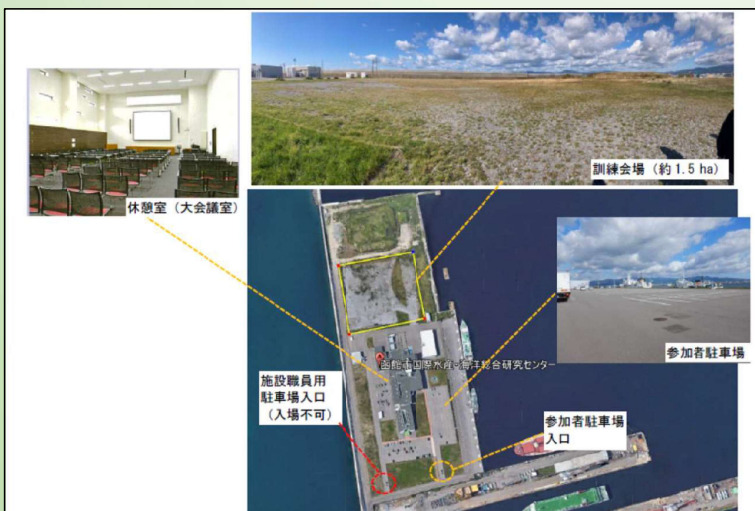 訓練会場（約1.5 ha）
休憩室（大会議室）
函館市国際水産・海洋総合研究センター
参加者駐車場
施設職員用
駐車場入口
（入場不可）
参加者駐車場
入口